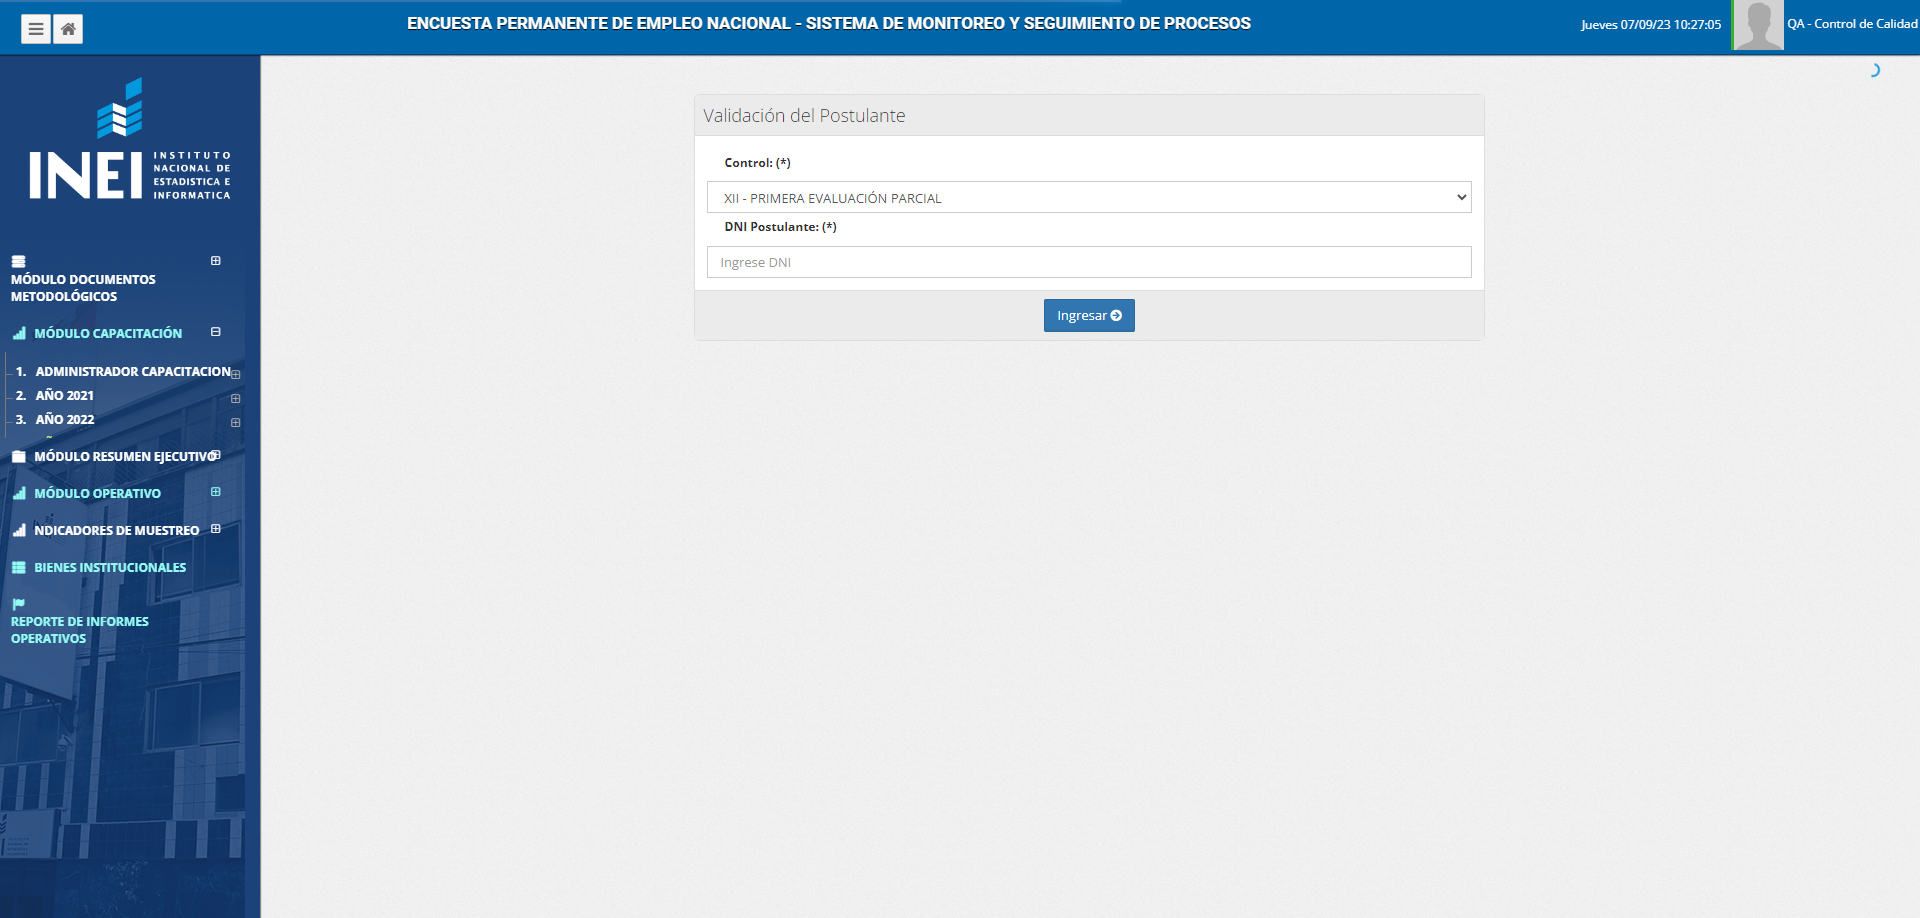 ENCUESTA PERMANENTE DE EMPLEO NACIONAL - SISTEMA DE MONITOREO Y SEGUIMIENTO DE PROCESOS
Jueves 07/09/23 10:27:05
QA - Control de Calidad
INEI
INSTITUTO
NACIONAL DE
ESTADISTICA E
INFORMATICA
MÓDULO DOCUMENTOS
METODOLÓGICOS
MÓDULO CAPACITACIÓN
1. ADMINISTRADOR CAPACITACION
2. AÑO 2021
3. AÑO 2022
MÓDULO RESUMEN EJECUTIVO
MÓDULO OPERATIVO
NDICADORES DE MUESTREO
BIENES INSTITUCIONALES
REPORTE DE INFORMES
OPERATIVOS
Validación del Postulante
Control: (*)
XII - PRIMERA EVALUACIÓN PARCIAL
DNI Postulante: (*)
Ingrese DNI
Ingresar